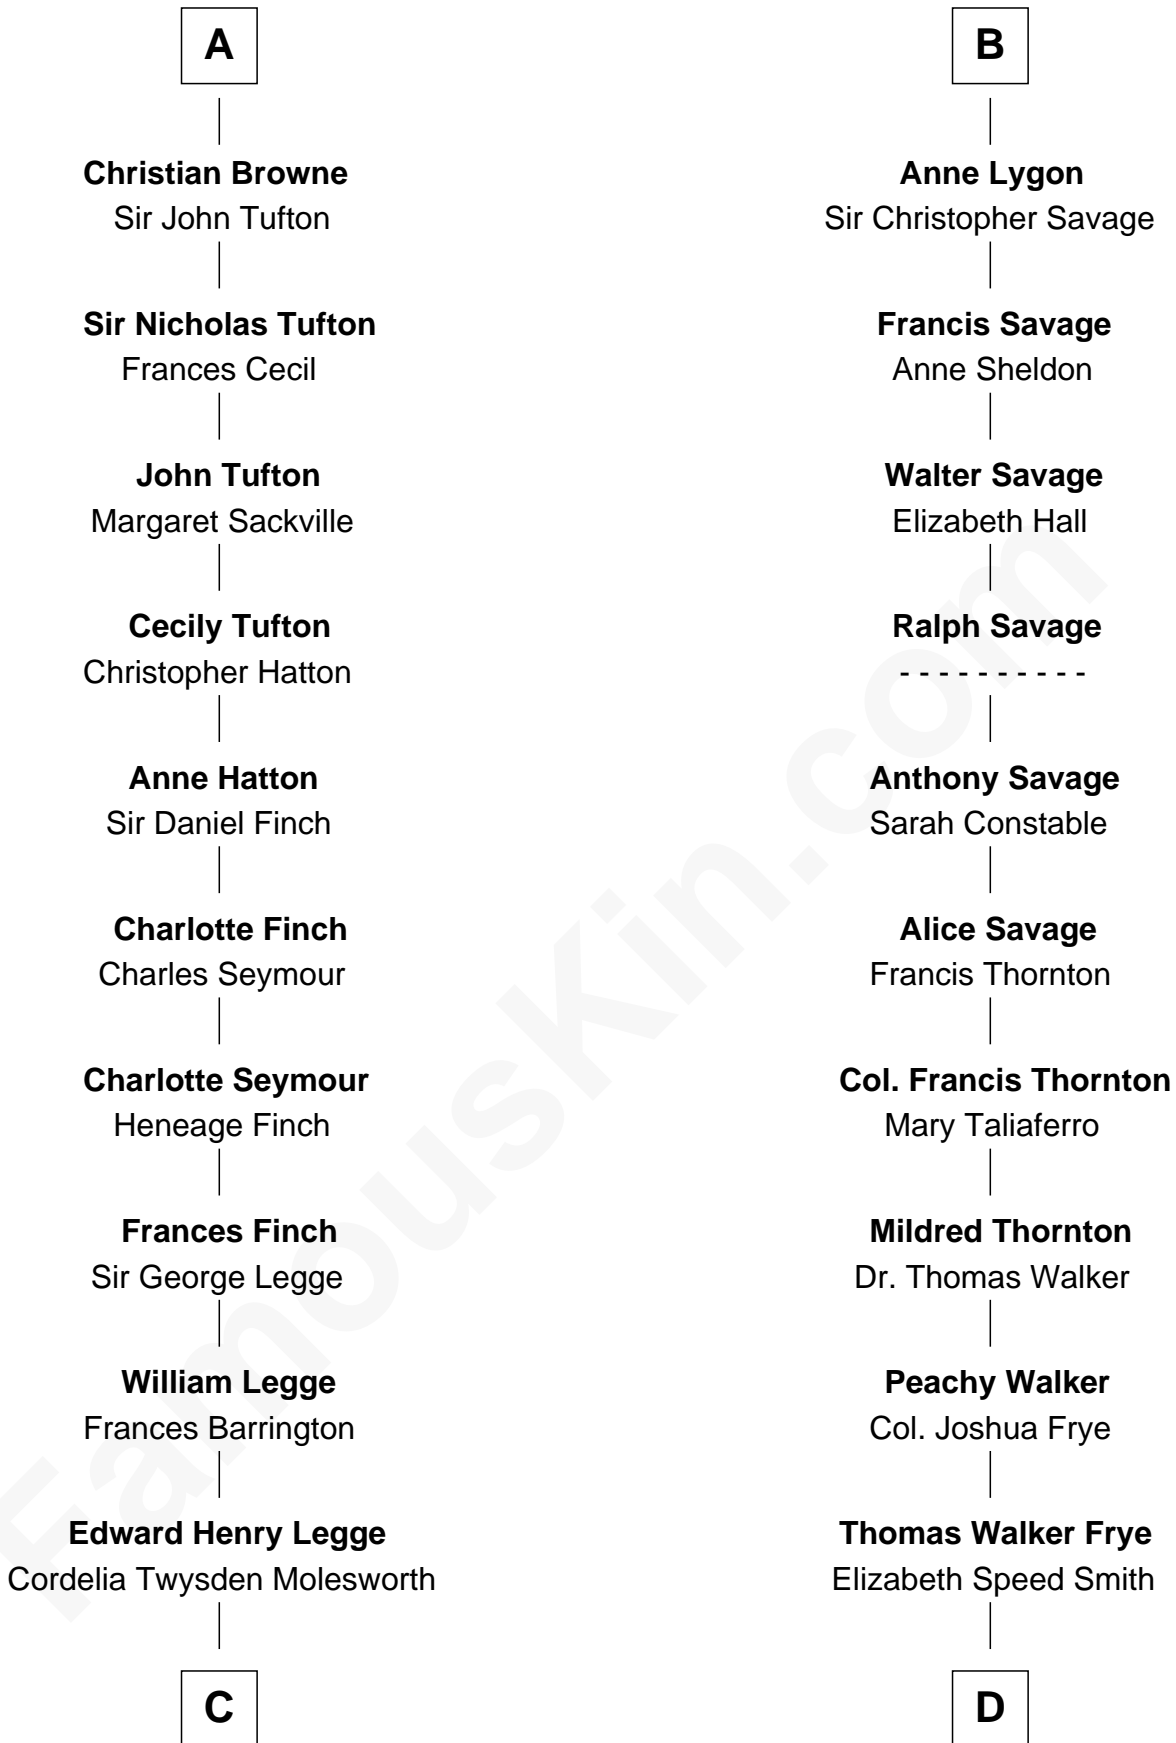 A
Christian Browne
Sir John Tufton
Sir Nicholas Tufton
Frances Cecil
John Tufton
Margaret Sackville
Cecily Tufton
Christopher Hatton
Anne Hatton
Sir Daniel Finch
Charlotte Finch
Charles Seymour
Charlotte Seymour
Heneage Finch
Frances Finch
Sir George Legge
William Legge
Frances Barrington
Edward Henry Legge
Cordelia Twysden Molesworth
C
B
Anne Lygon
Sir Christopher Savage
Francis Savage
Anne Sheldon
Walter Savage
Elizabeth Hall
Ralph Savage
- - - - - - - - - -
Anthony Savage
Sarah Constable
Alice Savage
Francis Thornton
Col. Francis Thornton
Mary Taliaferro
Mildred Thornton
Dr. Thomas Walker
Peachy Walker
Col. Joshua Frye
Thomas Walker Frye
Elizabeth Speed Smith
D
FamousKin.com